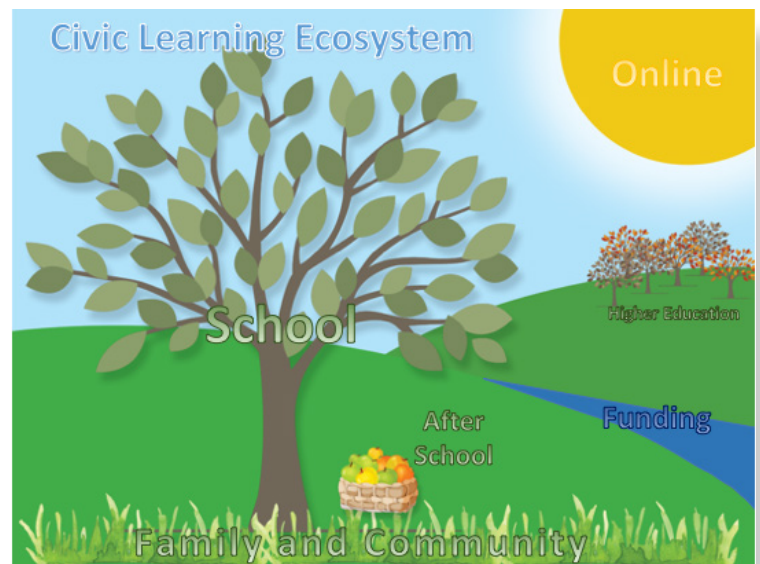 Civic Learning Ecosystem
Online
School
Higher Education
Funding
After
School
Family and Community